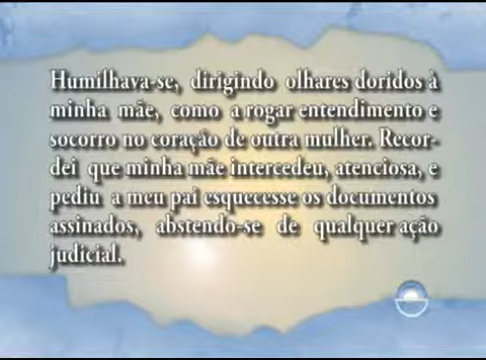 Humilhava-se, dirigindo olhares doridos à
minha mãe, como a rogar entendimento e
socorro no coração de outra mulher. Recor-
dei que minha mãe intercedeu, atenciosa, e
pediu a meu pai esquecesse os documentos
assinados, abstendo-se de qualquer ação
judicial.